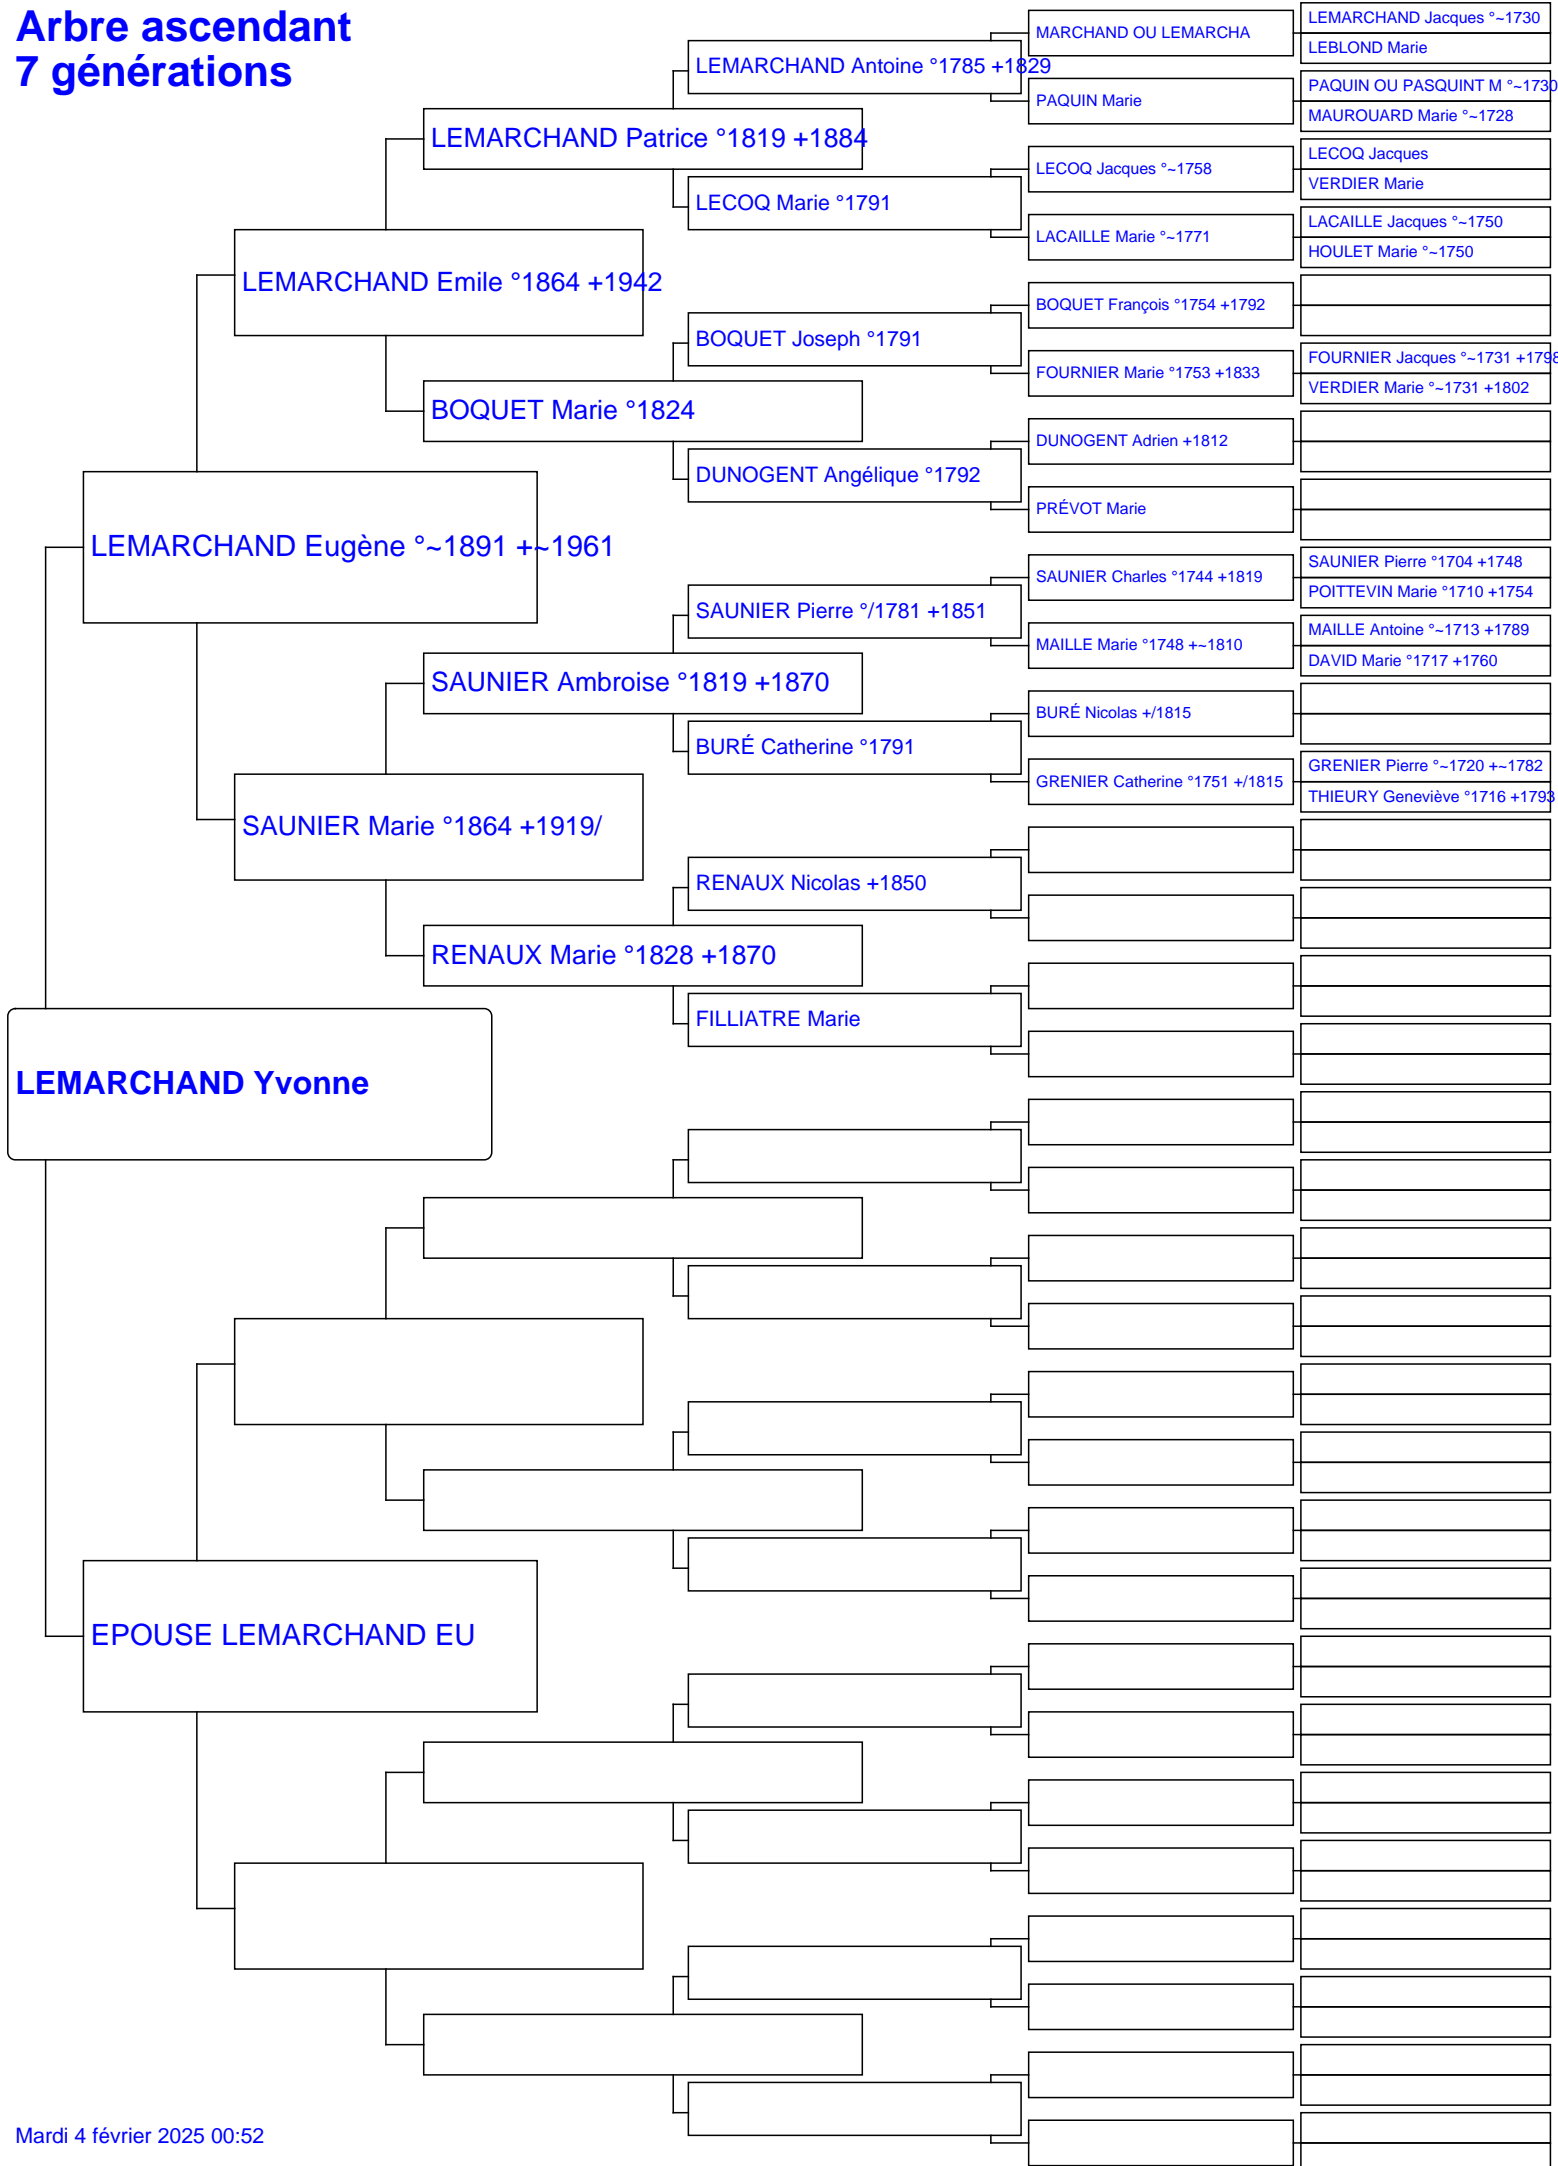 Arbre ascendant
7 générations
MARCHAND OU LEMARCHA
LEMARCHAND Jacques °~1730
LEBLOND Marie
LEMARCHAND Antoine °1785 +1829
PAQUIN Marie
PAQUIN OU PASQUINT M °~1730
MAUROUARD Marie °~1728
LEMARCHAND Patrice °1819 +1884
LECOQ Jacques °~1758
LECOQ Jacques
VERDIER Marie
LECOQ Marie °1791
LACAILLE Marie °~1771
LACAILLE Jacques °~1750
HOULET Marie °~1750
LEMARCHAND Emile °1864 +1942
BOQUET François °1754 +1792
BOQUET Joseph °1791
FOURNIER Marie °1753 +1833
FOURNIER Jacques °~1731 +1798
VERDIER Marie °~1731 +1802
BOQUET Marie °1824
DUNOGENT Adrien +1812
DUNOGENT Angélique °1792
PRÉVOT Marie
LEMARCHAND Eugène °~1891 +~1961
SAUNIER Charles °1744 +1819
SAUNIER Pierre °1704 +1748
POITTEVIN Marie °1710 +1754
SAUNIER Pierre °/1781 +1851
MAILLE Marie °1748 +~1810
MAILLE Antoine °~1713 +1789
DAVID Marie °1717 +1760
SAUNIER Ambroise °1819 +1870
BURÉ Nicolas +/1815
BURÉ Catherine °1791
GRENIER Catherine °1751 +/1815
GRENIER Pierre °~1720 +~1782
THIEURY Geneviève °1716 +1793
SAUNIER Marie °1864 +1919/
RENAUX Nicolas +1850
RENAUX Marie °1828 +1870
FILLIATRE Marie
LEMARCHAND Yvonne
EPOUSE LEMARCHAND EU
Mardi 4 février 2025 00:52